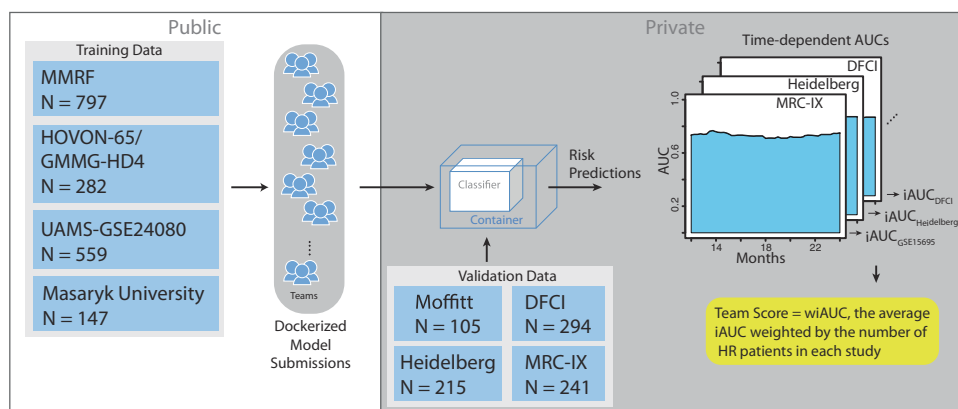 Public
Training Data
MMRF
N = 797
HOVON-65/
GMMG-HD4
N = 282
UAMS-GSE24080
N = 559
Masaryk University
N = 147
Teams
Dockerized
Model
Submissions
Private
Classifier
Container
Risk
Predictions
Validation Data
Moffitt
N = 105
DFCI
N = 294
Heidelberg
N = 215
MRC-IX
N = 241
Time-dependent AUCs
DFCI
Heidelberg
MRC-IX
1.0
0.6
0.2
AUC
14 18 22
Months
iAUC DFCI
iAUC Heidelberg
iAUC GSE15695
Team Score = wiAUC, the average
iAUC weighted by the number of
HR patients in each study